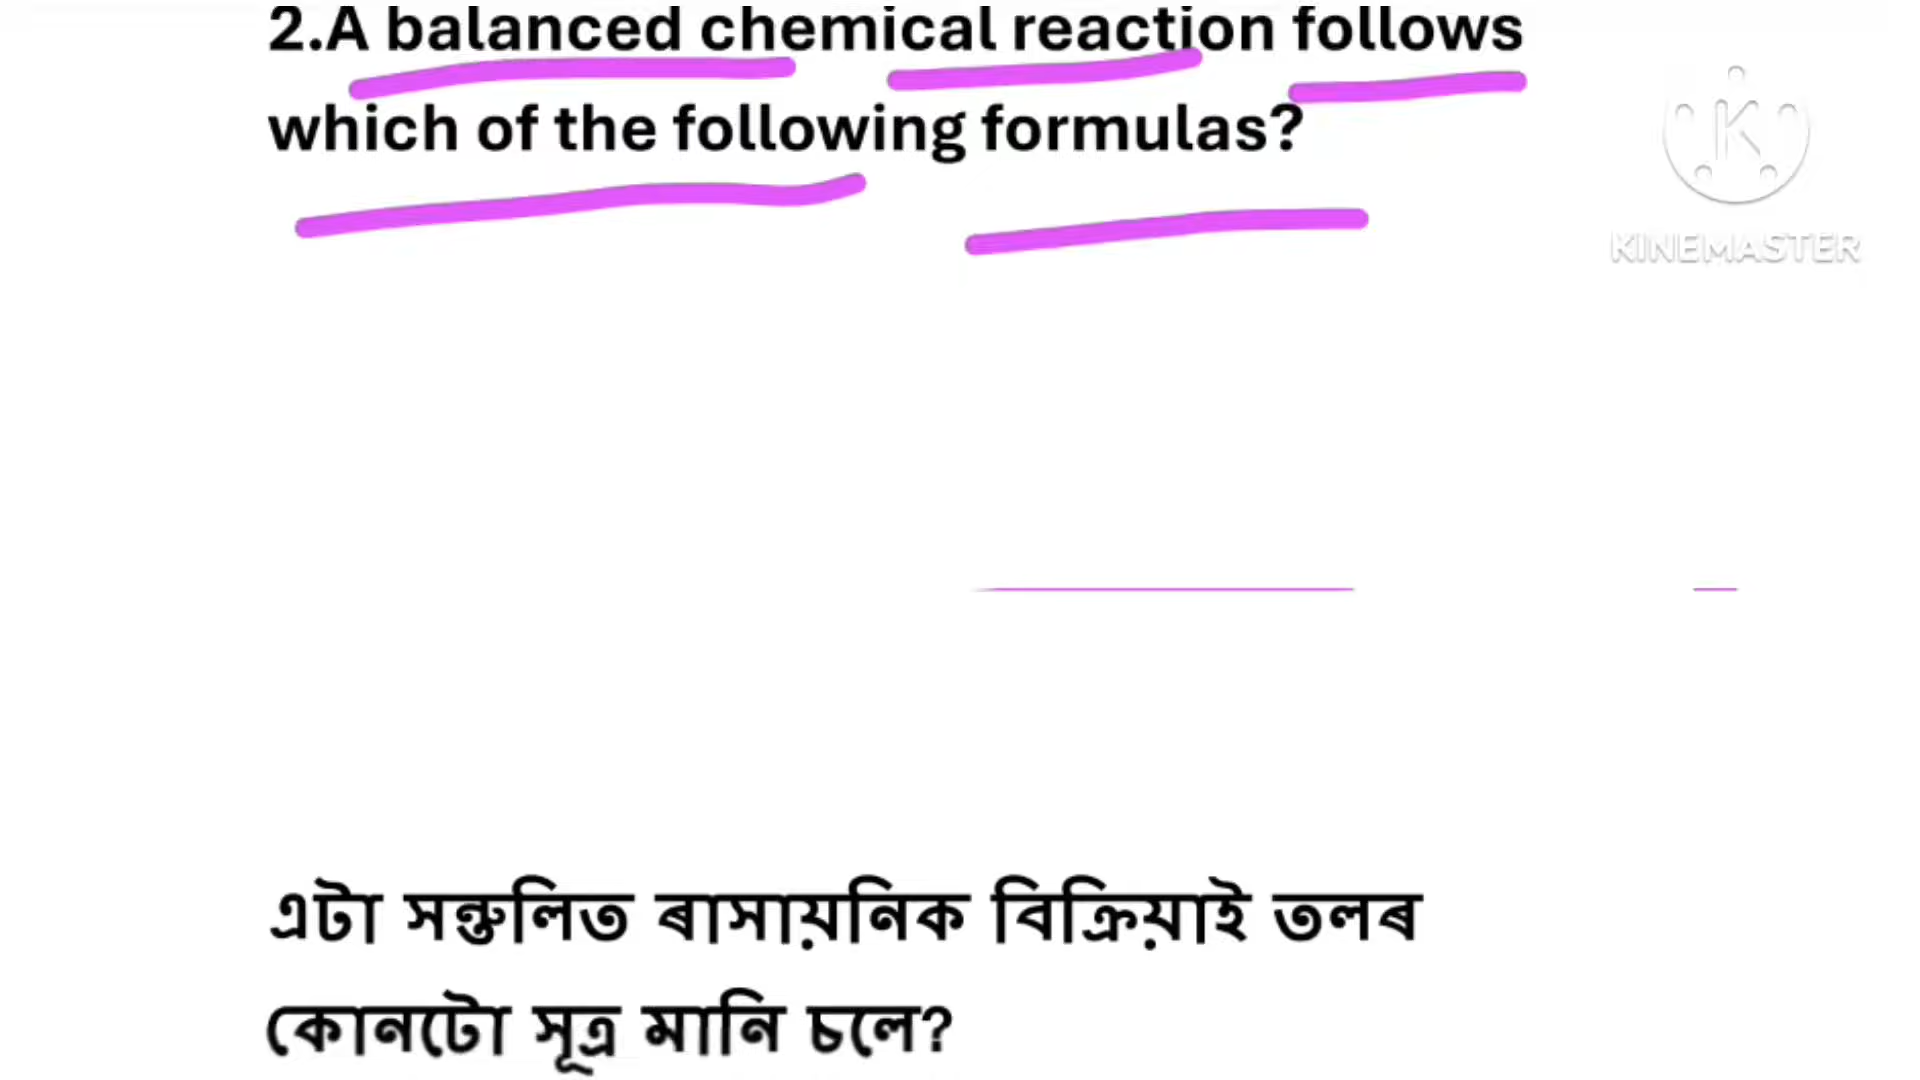 2.A balanced chemical reaction follows
which of the following formulas?
KINEMASTER
এটা সন্তুলিত ৰাসায়নিক বিক্ৰিয়াই তলৰ
কোনটো সূত্ৰ মানি চলে?